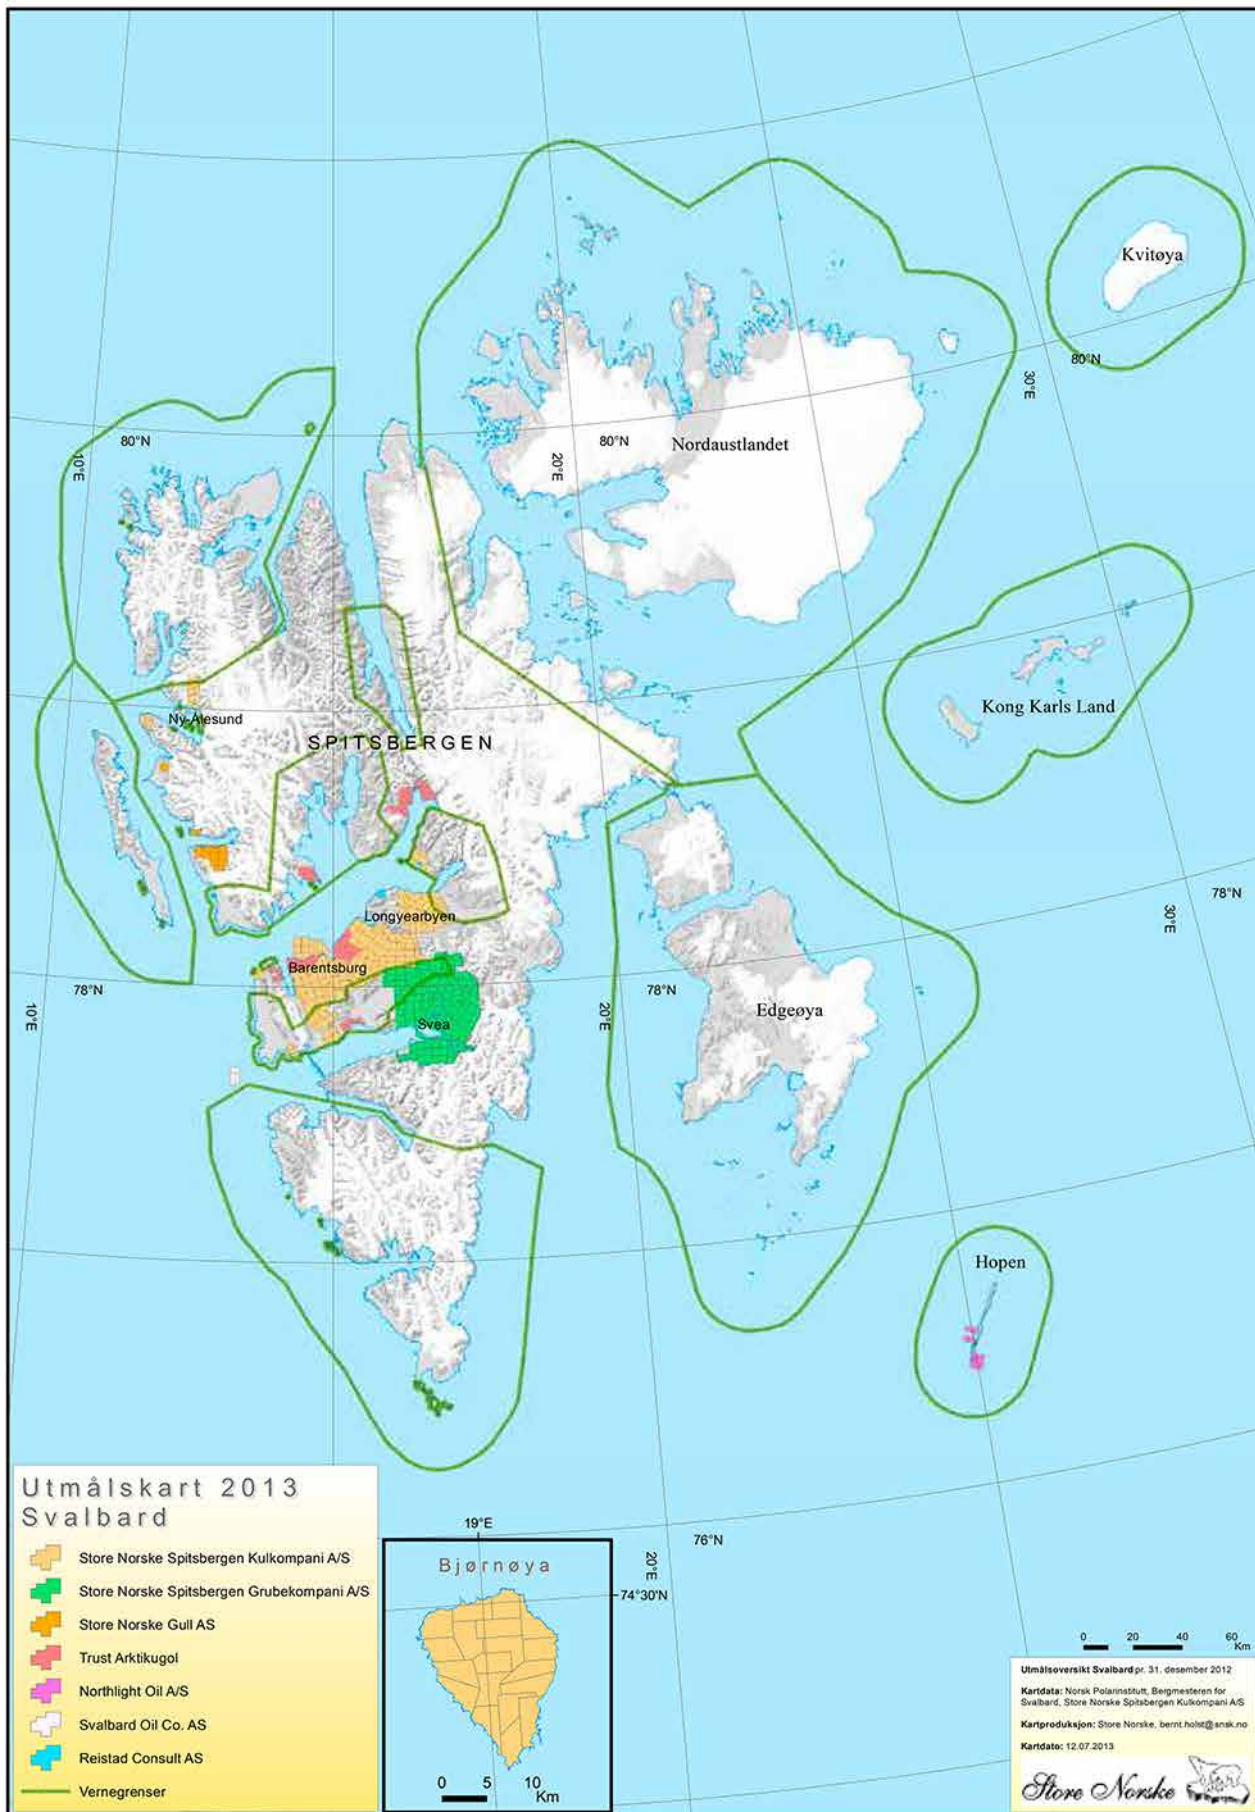 Kvitøya
80°N
30°E
80°N
10°E
80°N
20°E
Nordaustlandet
Kong Karls Land
Ny-Ålesund
SPITSBERGEN
Longyearbyen
Barentsburg
Svea
78°N
10°E
78°N
20°E
78°N
30°E
Edgeøya
Hopen
76°N
20°E
Utmålskart 2013
Svalbard
Store Norske Spitsbergen Kulkompani A/S
Store Norske Spitsbergen Grubekompani A/S
Store Norske Gull AS
Trust Arktikugol
Northlight Oil A/S
Svalbard Oil Co. AS
Reistad Consult AS
Vernegrenser
19°E
Bjørnøya
74°30'N
0 5 10
Km
0 20 40 60
Km
Utmålsoversikt Svalbard pr. 31. desember 2012
Kartdata: Norsk Polarinstitutt, Bergmesteren for
Svalbard, Store Norske Spitsbergen Kulkompani A/S
Kartproduksjon: Store Norske, bernt.holst@snsk.no
Kartdato: 12.07.2013
Store Norske